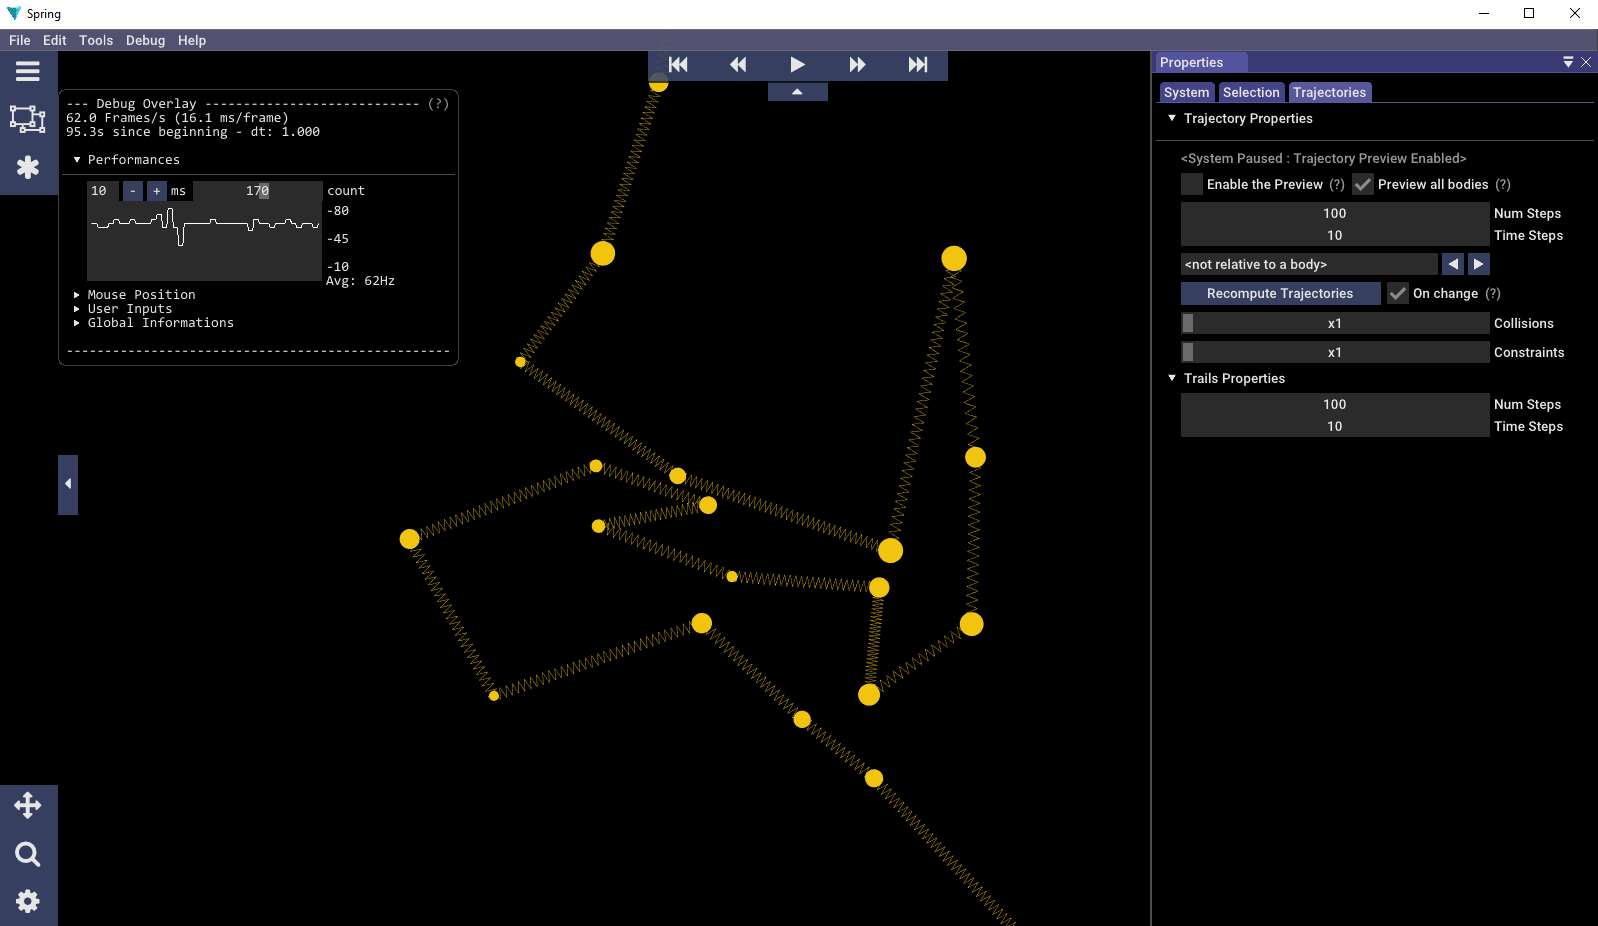 Spring
File Edit Tools Debug Help
--- Debug Overlay ---------------------------- (?)
62.0 Frames/s (16.1 ms/frame)
95.3s since beginning - dt: 1.000
Performances
10 - + ms 170 count
-80
-45
-10
Avg: 62Hz
Mouse Position
User Inputs
Global Informations
--------------------------------------------------
Properties
System Selection Trajectories
Trajectory Properties
<System Paused : Trajectory Preview Enabled>
Enable the Preview (?) Preview all bodies (?)
100 Num Steps
10 Time Steps
<not relative to a body>
Recompute Trajectories On change (?)
x1 Collisions
x1 Constraints
Trails Properties
100 Num Steps
10 Time Steps